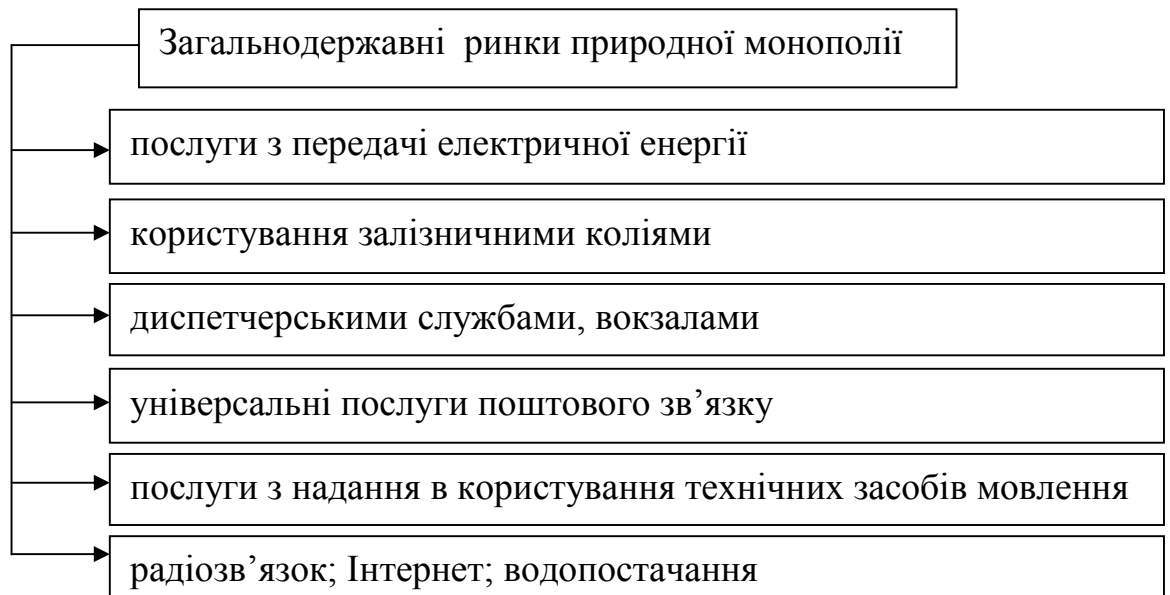 Загальнодержавні ринки природної монополії
послуги з передачі електричної енергії
користування залізничними коліями
диспетчерськими службами, вокзалами
універсальні послуги поштового зв’язку
послуги з надання в користування технічних засобів мовлення
радіозв’язок; Інтернет; водопостачання